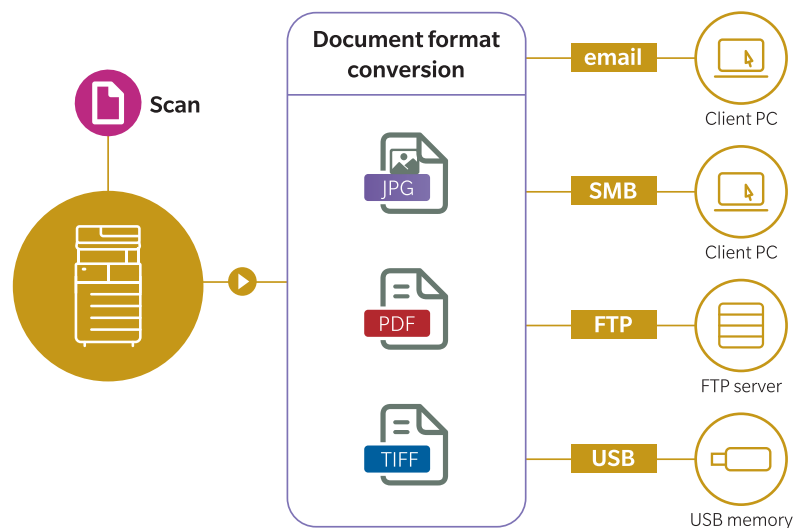 Scan
Document format
conversion
JPG
PDF
TIFF
email
Client PC
SMB
Client PC
FTP
FTP server
USB
USB memory